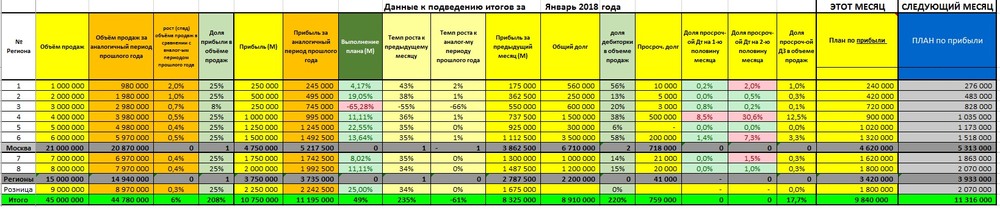 Данные к подведению итогов за Январь 2018 года ЭТОТ МЕСЯЦ СЛЕДУЮЩИЙ МЕСЯЦ
№ Региона Объём продаж Объём продаж за аналогичный период прошлого года рост (спад) объёма продаж в сравнении с аналог-ым периодом прошлого года Доля прибыли в объёме продаж Прибыль (М) Прибыль за аналогичный период прошлого года Выполнение плана (М) Темп роста к предыдущему месяцу Темп роста к аналог-му периоду прошлого года Прибыль за предыдущий месяц (М) Общий долг доля дебиторки в объеме продаж Просроч. долг Доля просроч-ой Дт на 1-ю половину месяца Доля просроч-ой Дт на 2-ю половину месяца Доля просроч-ой ДЗ в объеме продаж План по прибыли ПЛАН по прибыли
1 1 000 000 980 000 2,0% 25% 250 000 245 000 4,17% 43% 2% 175 000 560 000 56% 10 000 0,2% 2,0% 1,0% 240 000 276 000
2 2 000 000 1 980 000 1,0% 25% 500 000 495 000 19,05% 38% 1% 362 500 250 000 13% 5 000 0,0% 0,5% 0,3% 420 000 483 000
3 3 000 000 2 980 000 0,7% 8% 250 000 745 000 -65,28% -55% -66% 550 000 600 000 20% 3 000 0,8% 0,2% 0,1% 720 000 828 000
4 4 000 000 3 980 000 0,5% 25% 1 000 000 995 000 11,11% 36% 1% 737 500 1 500 000 38% 500 000 8,5% 30,6% 12,5% 900 000 1 035 000
5 5 000 000 4 980 000 0,4% 25% 1 250 000 1 245 000 22,55% 35% 0% 925 000 300 000 6% - 0,0% 0,0% 0,0% 1 020 000 1 173 000
6 6 000 000 5 970 000 0,5% 25% 1 500 000 1 492 500 13,64% 35% 1% 1 112 500 3 500 000 58% 200 000 1,4% 7,3% 3,3% 1 320 000 1 518 000
Москва 21 000 000 20 870 000 0 1 4 750 000 5 217 500 0 1 - 1 3 862 500 6 710 000 2 718 000 0 0 0 4 620 000 5 313 000
7 7 000 000 6 970 000 0,4% 25% 1 750 000 1 742 500 8,02% 35% 0% 1 300 000 1 000 000 14% 21 000 0,0% 1,5% 0,3% 1 620 000 1 863 000
8 8 000 000 7 970 000 0,4% 25% 2 000 000 1 992 500 11,11% 34% 0% 1 487 500 1 200 000 15% 20 000 0,0% 1,0% 0,3% 1 800 000 2 070 000
Регионы 15 000 000 14 940 000 0 1 3 750 000 3 735 000 0 1 0 2 787 500 2 200 000 0 41 000 - 0 0 3 420 000 3 933 000
Розница 9 000 000 8 970 000 0,3% 25% 2 250 000 2 242 500 25,00% 34% 0% 1 675 000 0% - - 0,0% 1 800 000 2 070 000
Итого 45 000 000 44 780 000 6% 208% 10 750 000 11 195 000 49% 235% -61% 8 325 000 8 910 000 220% 759 000 0 0 17,7% 9 840 000 11 316 000